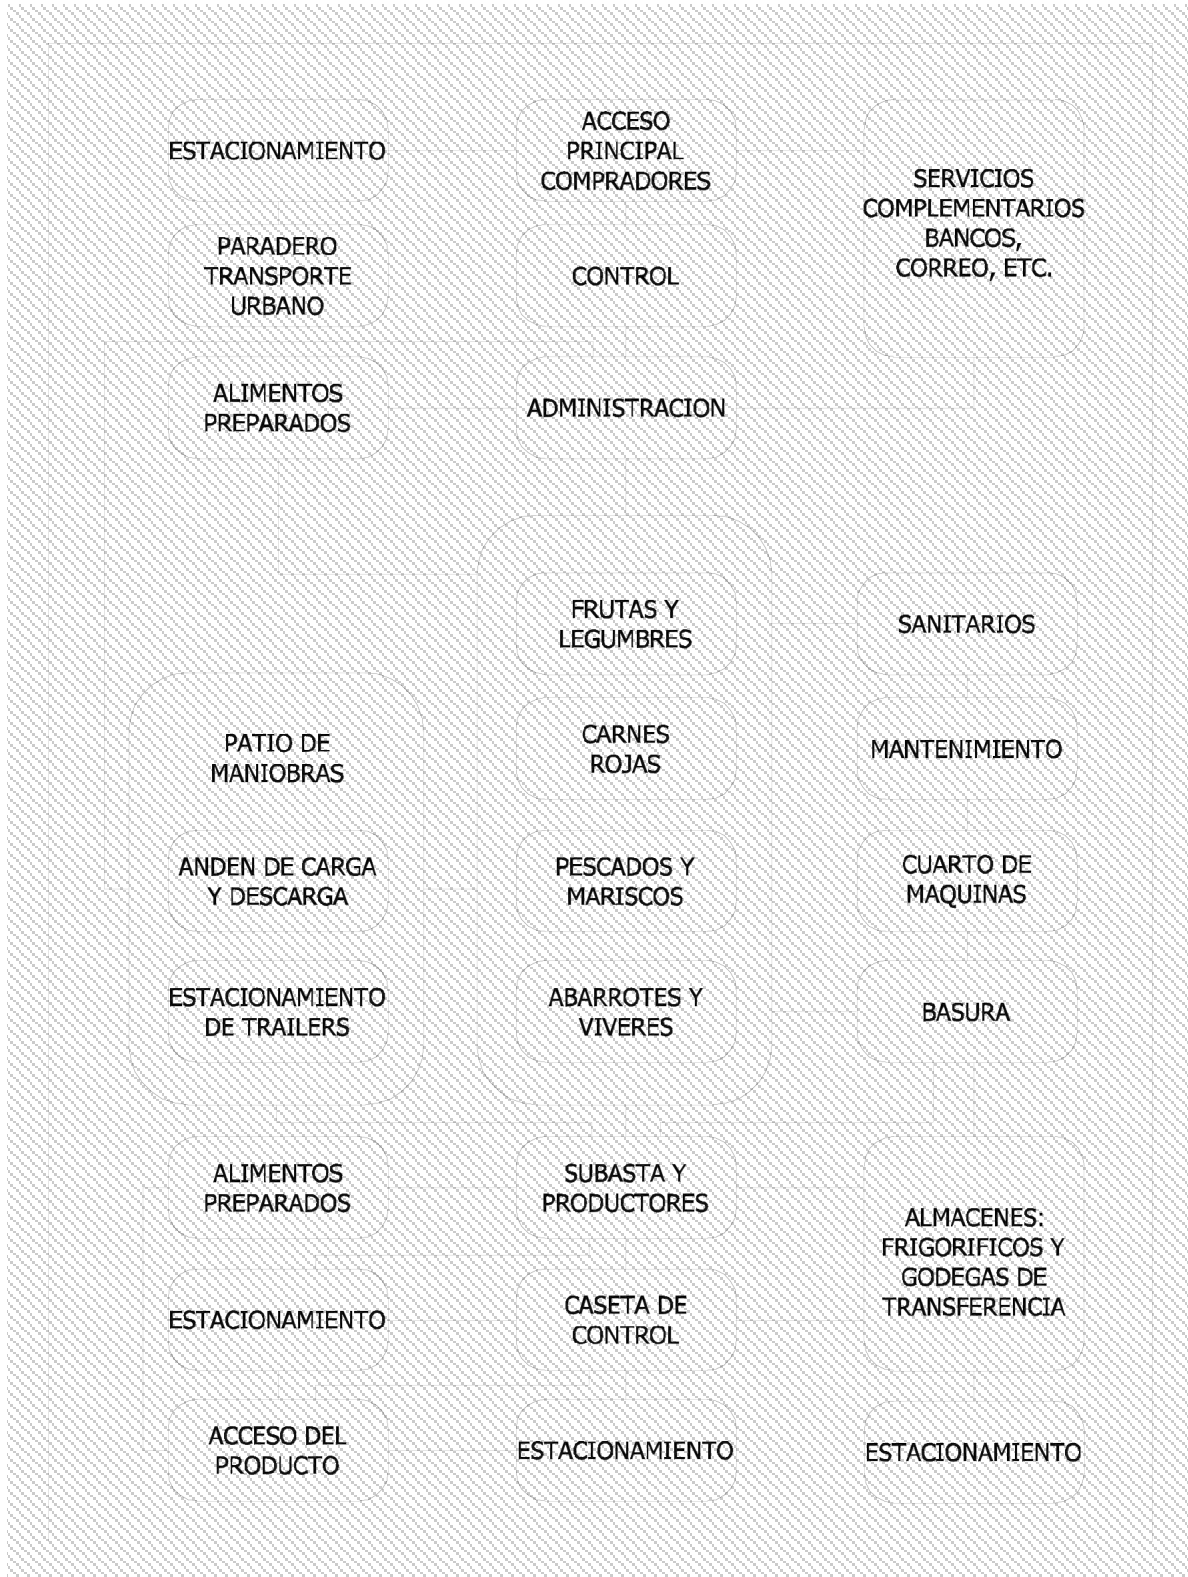 ESTACIONAMIENTO
ACCESO
PRINCIPAL
COMPRADORES
SERVICIOS
COMPLEMENTARIOS
BANCOS,
CORREO, ETC.
PARADERO
TRANSPORTE
URBANO
CONTROL
ALIMENTOS
PREPARADOS
ADMINISTRACION
FRUTAS Y
LEGUMBRES
SANITARIOS
PATIO DE
MANIOBRAS
CARNES
ROJAS
MANTENIMIENTO
ANDEN DE CARGA
Y DESCARGA
PESCADOS Y
MARISCOS
CUARTO DE
MAQUINAS
ESTACIONAMIENTO
DE TRAILERS
ABARROTES Y
VIVERES
BASURA
ALIMENTOS
PREPARADOS
SUBASTA Y
PRODUCTORES
ALMACENES:
FRIGORIFICOS Y
GODEGAS DE
TRANSFERENCIA
ESTACIONAMIENTO
CASETA DE
CONTROL
ACCESO DEL
PRODUCTO
ESTACIONAMIENTO
ESTACIONAMIENTO